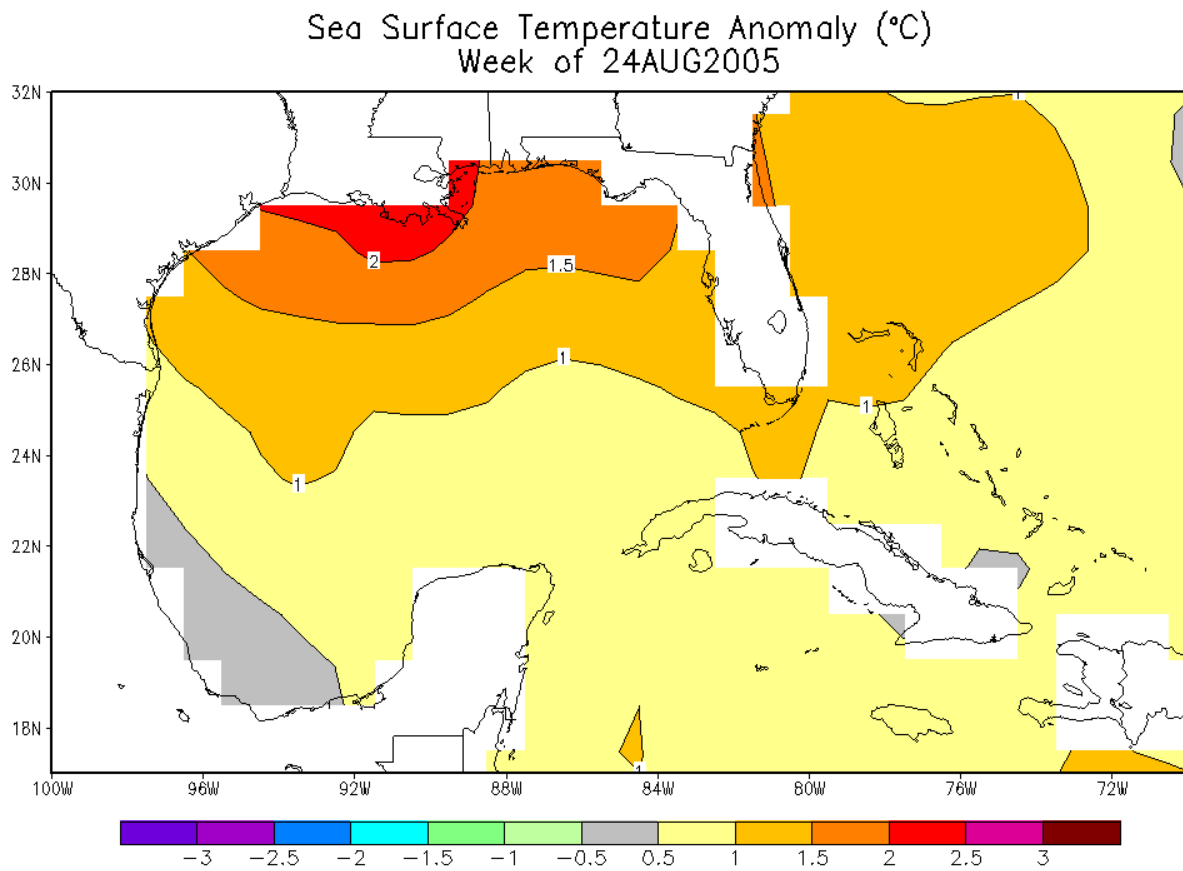 Sea Surface Temperature Anomaly (°C)
Week of 24AUG2005
32N
1
30N
2
1.5
28N
1
26N
1
24N
1
22N
20N
18N
1
100W 96W 92W 88W 84W 80W 76W 72W
-3 -2.5 -2 -1.5 -1 -0.5 0.5 1 1.5 2 2.5 3